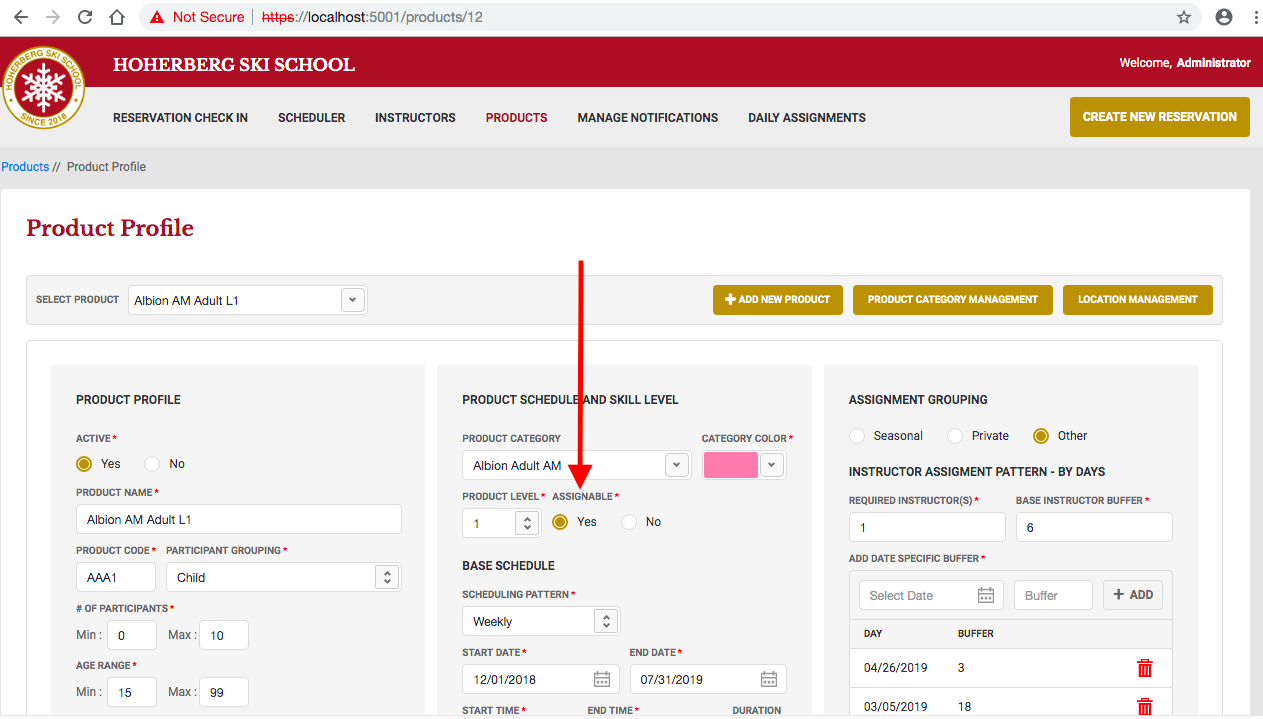 Not Secure https://localhost:5001/products/12
HOHERBERG SKI SCHOOL
SINCE 2018
HOHERBERG SKI SCHOOL
Welcome, Administrator
RESERVATION CHECK IN SCHEDULER INSTRUCTORS PRODUCTS MANAGE NOTIFICATIONS DAILY ASSIGNMENTS CREATE NEW RESERVATION
Products // Product Profile
Product Profile
SELECT PRODUCT Albion AM Adult L1 ADD NEW PRODUCT PRODUCT CATEGORY MANAGEMENT LOCATION MANAGEMENT
PRODUCT PROFILE
ACTIVE*
Yes No
PRODUCT NAME*
Albion AM Adult L1
PRODUCT CODE* PARTICIPANT GROUPING*
AAA1 Child
# OF PARTICIPANTS*
Min : 0 Max : 10
AGE RANGE*
Min : 15 Max : 99
PRODUCT SCHEDULE AND SKILL LEVEL
PRODUCT CATEGORY CATEGORY COLOR*
Albion Adult AM
PRODUCT LEVEL* ASSIGNABLE*
1 Yes No
BASE SCHEDULE
SCHEDULING PATTERN*
Weekly
START DATE* END DATE*
12/01/2018 07/31/2019
START TIME* END TIME* DURATION
ASSIGNMENT GROUPING
Seasonal Private Other
INSTRUCTOR ASSIGMENT PATTERN - BY DAYS
REQUIRED INSTRUCTOR(S)* BASE INSTRUCTOR BUFFER*
1 6
ADD DATE SPECIFIC BUFFER*
Select Date Buffer + ADD
DAY BUFFER
04/26/2019 3
03/05/2019 18